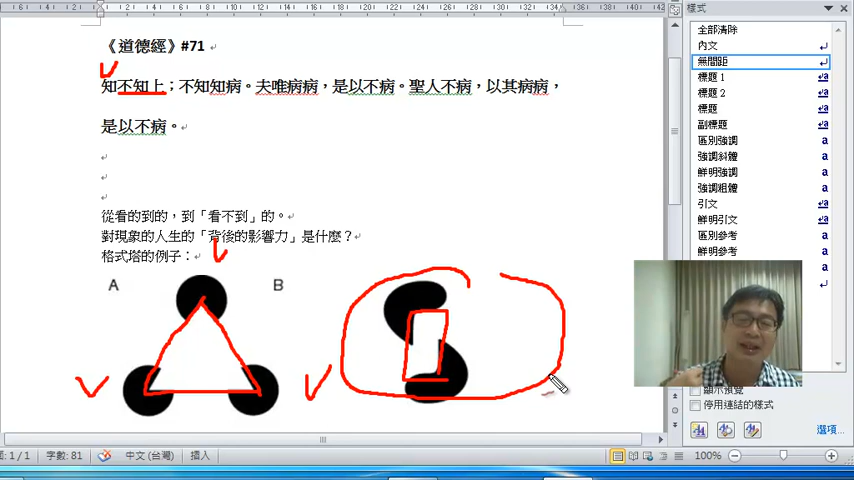 《道德經》#71
知不知上；不知知病。夫唯病病，是以不病。聖人不病，以其病病，
是以不病。
從看的到的，到「看不到」的。
對現象的人生的「背後的影響力」是什麼？
格式塔的例子：
A
B
樣式
全部清除
內文
無間距
標題 1
標題 2
標題
副標題
區別強調
強調斜體
鮮明強調
強調粗體
引文
鮮明引文
區別參考
鮮明參考
顯示預覽
停用連結的樣式
選項...
1/1
字數: 81
中文 (台灣)
插入
100%